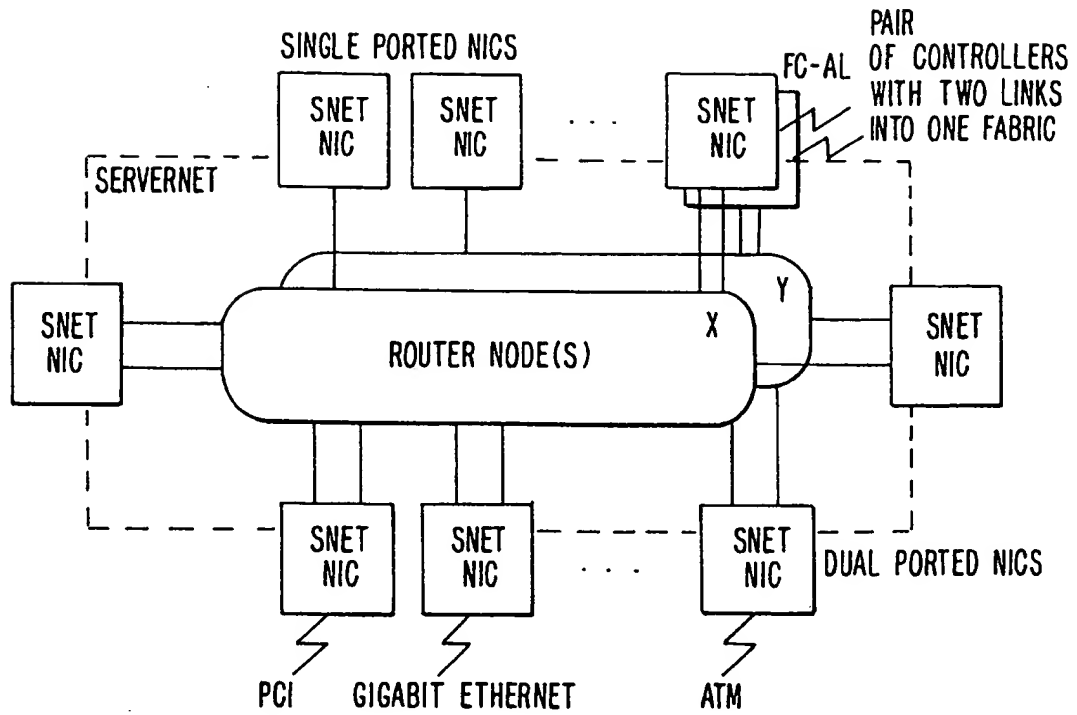 SINGLE PORTED NICS
PAIR
OF CONTROLLERS
WITH TWO LINKS
INTO ONE FABRIC
FC-AL
SNET
NIC
SNET
NIC
. . .
SNET
NIC
SERVERNET
SNET
NIC
ROUTER NODE(S)
X
Y
SNET
NIC
SNET
NIC
SNET
NIC
. . .
SNET
NIC
DUAL PORTED NICS
PCI
GIGABIT ETHERNET
ATM